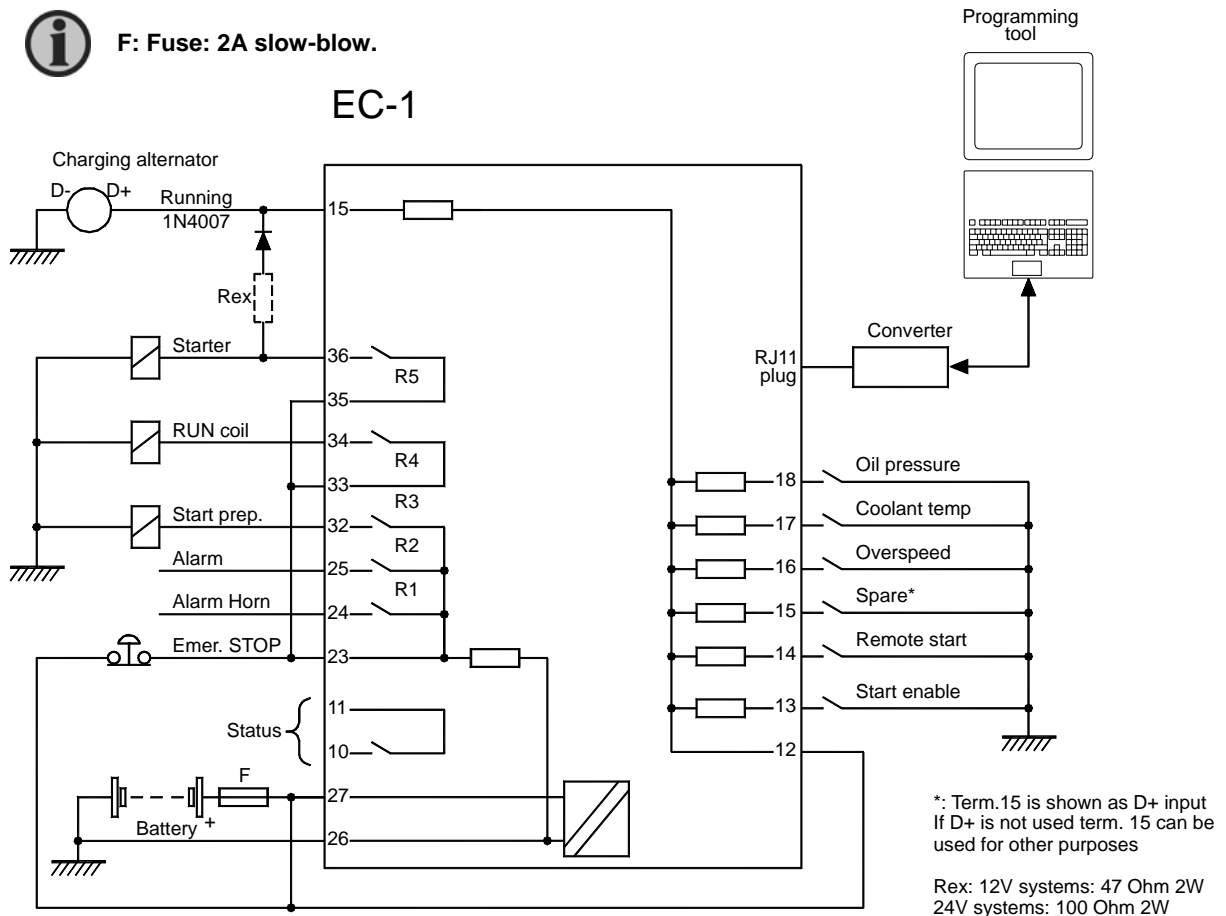 F: Fuse: 2A slow-blow.
Programming
tool
EC-1
Charging alternator
D-
D+
Running
1N4007
15
Rex
Starter
36
R5
35
RUN coil
34
R4
33
R3
Start prep.
32
R2
Alarm
25
R1
Alarm Horn
24
Emer. STOP
23
Status
11
10
F
27
Battery +
26
Converter
RJ11
plug
18
Oil pressure
17
Coolant temp
16
Overspeed
15
Spare*
14
Remote start
13
Start enable
12
*: Term.15 is shown as D+ input
If D+ is not used term. 15 can be
used for other purposes
Rex: 12V systems: 47 Ohm 2W
24V systems: 100 Ohm 2W